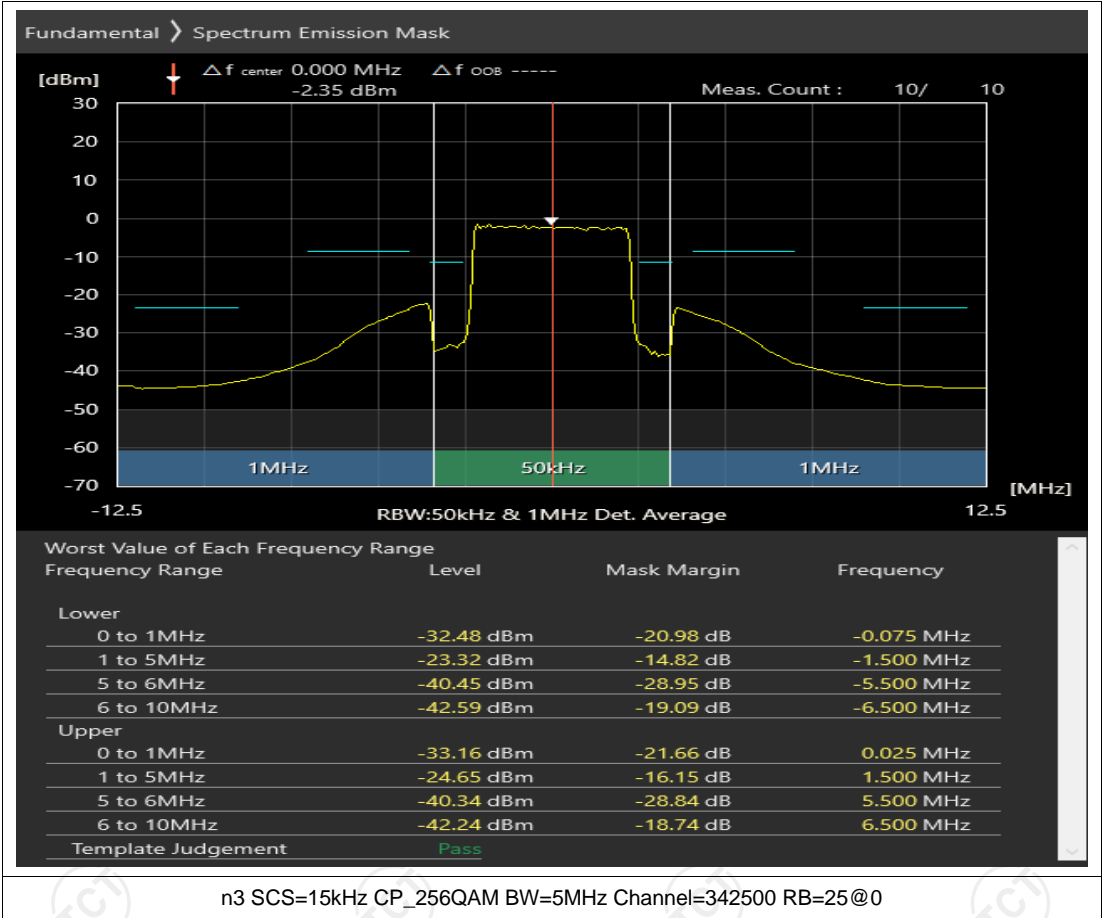 Fundamental ❯ Spectrum Emission Mask
[dBm] △f center 0.000 MHz △f OOB -----
-2.35 dBm Meas. Count : 10/ 10
30
20
10
0
-10
-20
-30
-40
-50
-60
1MHz 50kHz 1MHz
-70 [MHz]
-12.5 RBW:50kHz & 1MHz Det. Average 12.5
Worst Value of Each Frequency Range
Frequency Range Level Mask Margin Frequency
Lower
0 to 1MHz -32.48 dBm -20.98 dB -0.075 MHz
1 to 5MHz -23.32 dBm -14.82 dB -1.500 MHz
5 to 6MHz -40.45 dBm -28.95 dB -5.500 MHz
6 to 10MHz -42.59 dBm -19.09 dB -6.500 MHz
Upper
0 to 1MHz -33.16 dBm -21.66 dB 0.025 MHz
1 to 5MHz -24.65 dBm -16.15 dB 1.500 MHz
5 to 6MHz -40.34 dBm -28.84 dB 5.500 MHz
6 to 10MHz -42.24 dBm -18.74 dB 6.500 MHz
Template Judgement Pass
n3 SCS=15kHz CP_256QAM BW=5MHz Channel=342500 RB=25@0
TCT TCT TCT TCT